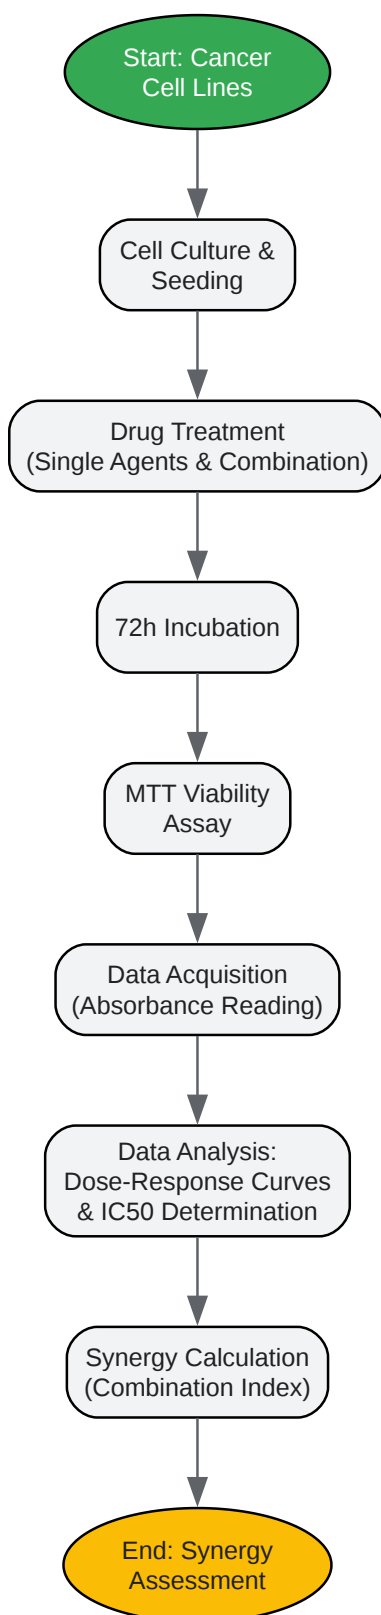 Start: Cancer
Cell Lines
Cell Culture &
Seeding
Drug Treatment
(Single Agents & Combination)
72h Incubation
MTT Viability
Assay
Data Acquisition
(Absorbance Reading)
Data Analysis:
Dose-Response Curves
& IC50 Determination
Synergy Calculation
(Combination Index)
End: Synergy
Assessment